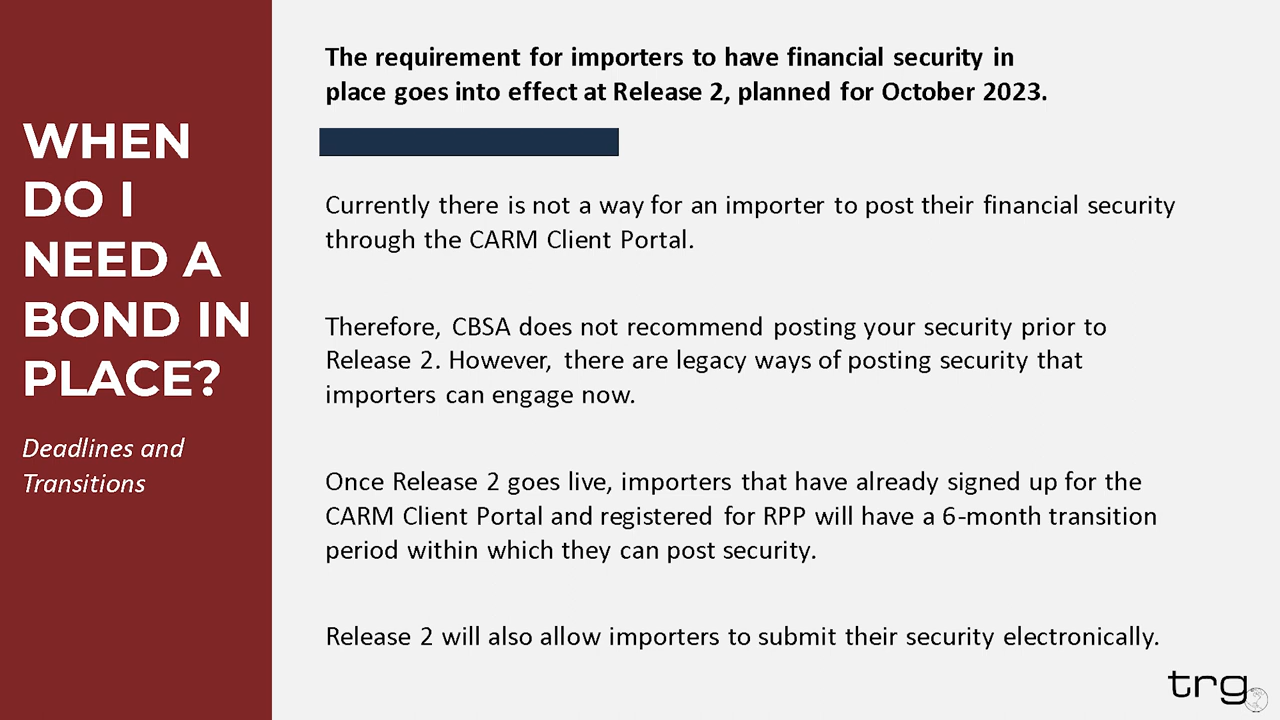 WHEN
DO I
NEED A
BOND IN
PLACE?
Deadlines and
Transitions
The requirement for importers to have financial security in
place goes into effect at Release 2, planned for October 2023.
Currently there is not a way for an importer to post their financial security
through the CARM Client Portal.
Therefore, CBSA does not recommend posting your security prior to
Release 2. However, there are legacy ways of posting security that
importers can engage now.
Once Release 2 goes live, importers that have already signed up for the
CARM Client Portal and registered for RPP will have a 6-month transition
period within which they can post security.
Release 2 will also allow importers to submit their security electronically.
trg